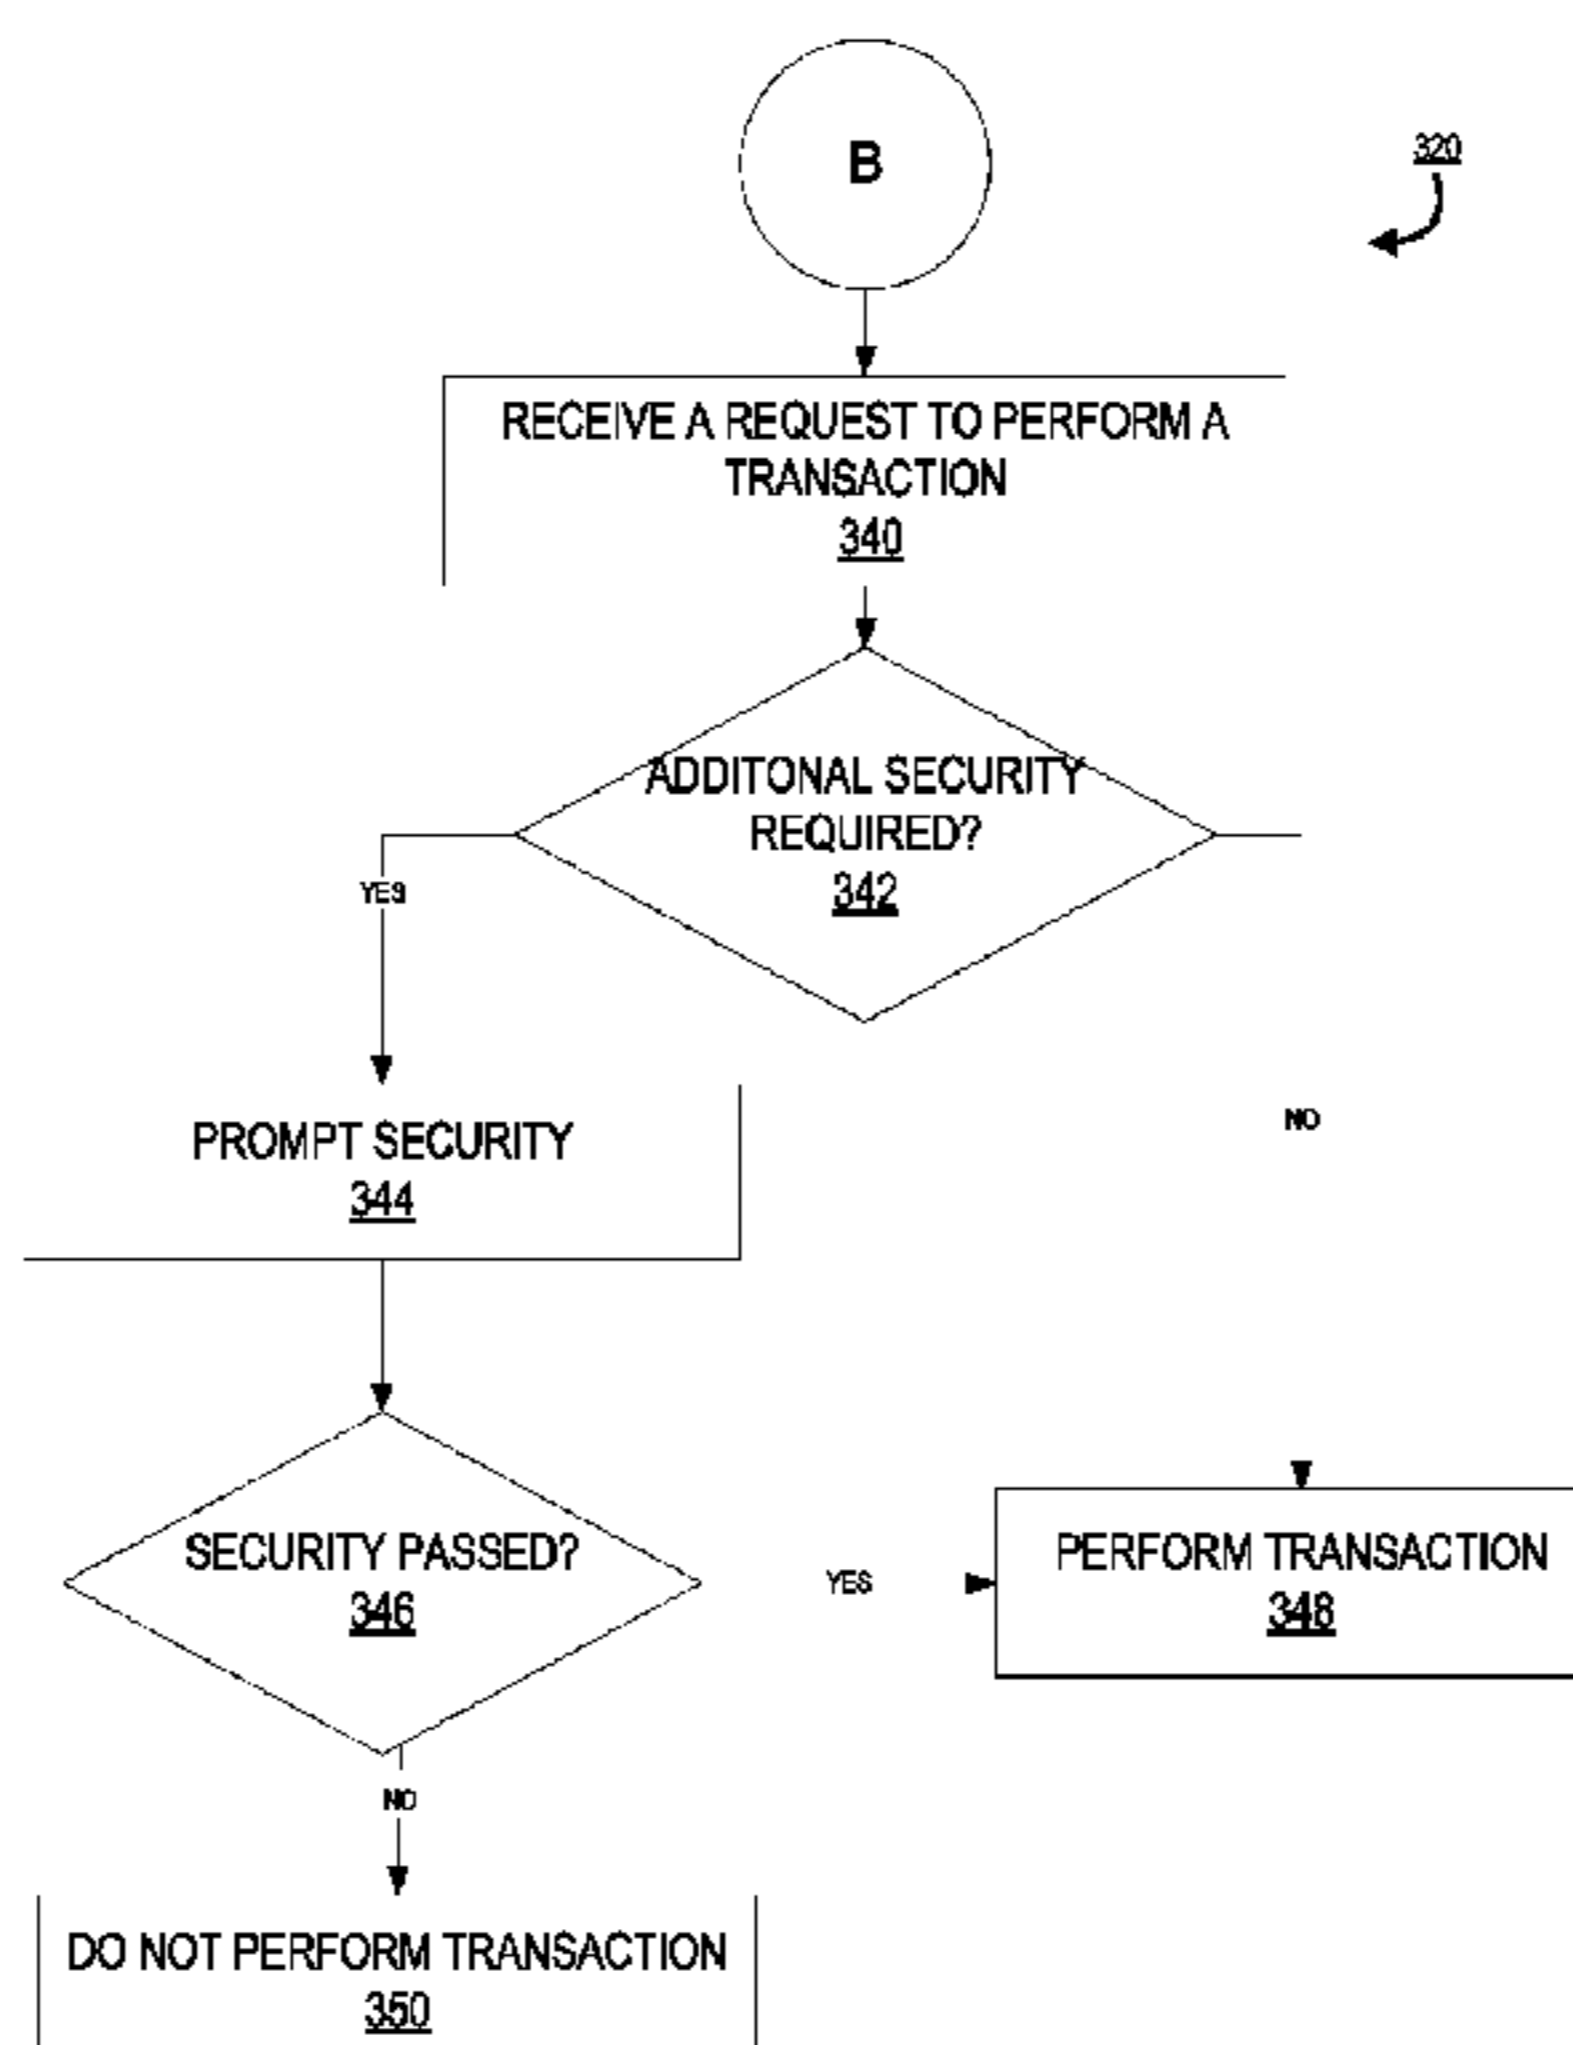 B
320
RECEIVE A REQUEST TO PERFORM A
TRANSACTION
340
ADDITONAL SECURITY
REQUIRED?
342
YES
NO
PROMPT SECURITY
344
SECURITY PASSED?
346
YES
PERFORM TRANSACTION
348
NO
DO NOT PERFORM TRANSACTION
350